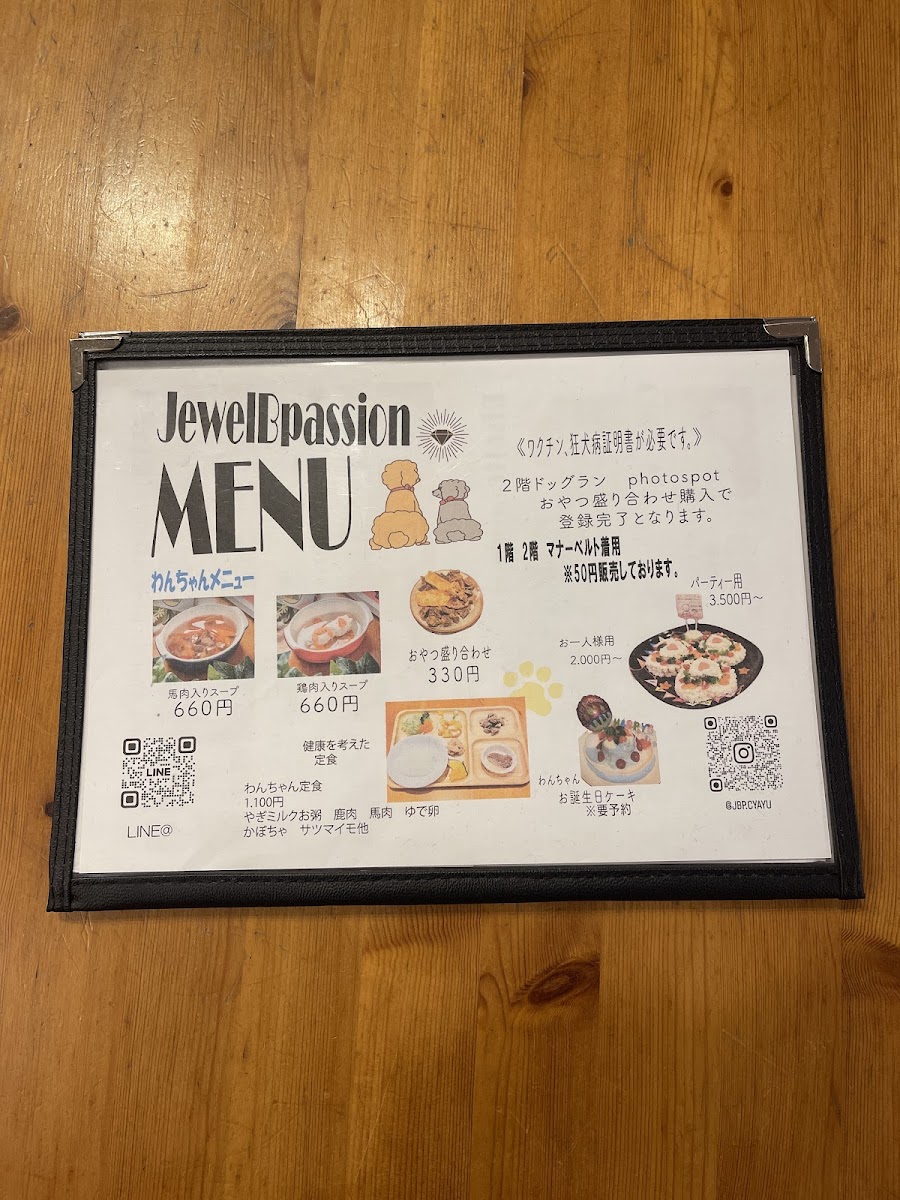 JewelBpassion
MENU
《ワクチン、狂犬病証明書が必要です。》
2階ドッグラン photospot
おやつ盛り合わせ購入で
登録完了となります。
1階 2階 マナーベルト着用
※50円販売しております。
わんちゃんメニュー
馬肉入りスープ
660円
鶏肉入りスープ
660円
おやつ盛り合わせ
330円
パーティー用
3.500円〜
お一人様用
2.000円〜
健康を考えた
定食
わんちゃん定食
1.100円
やぎミルクお粥 鹿肉 馬肉 ゆで卵
かぼちゃ サツマイモ他
わんちゃん
お誕生日ケーキ
※要予約
LINE
LINE@
@JBP.CYAYU